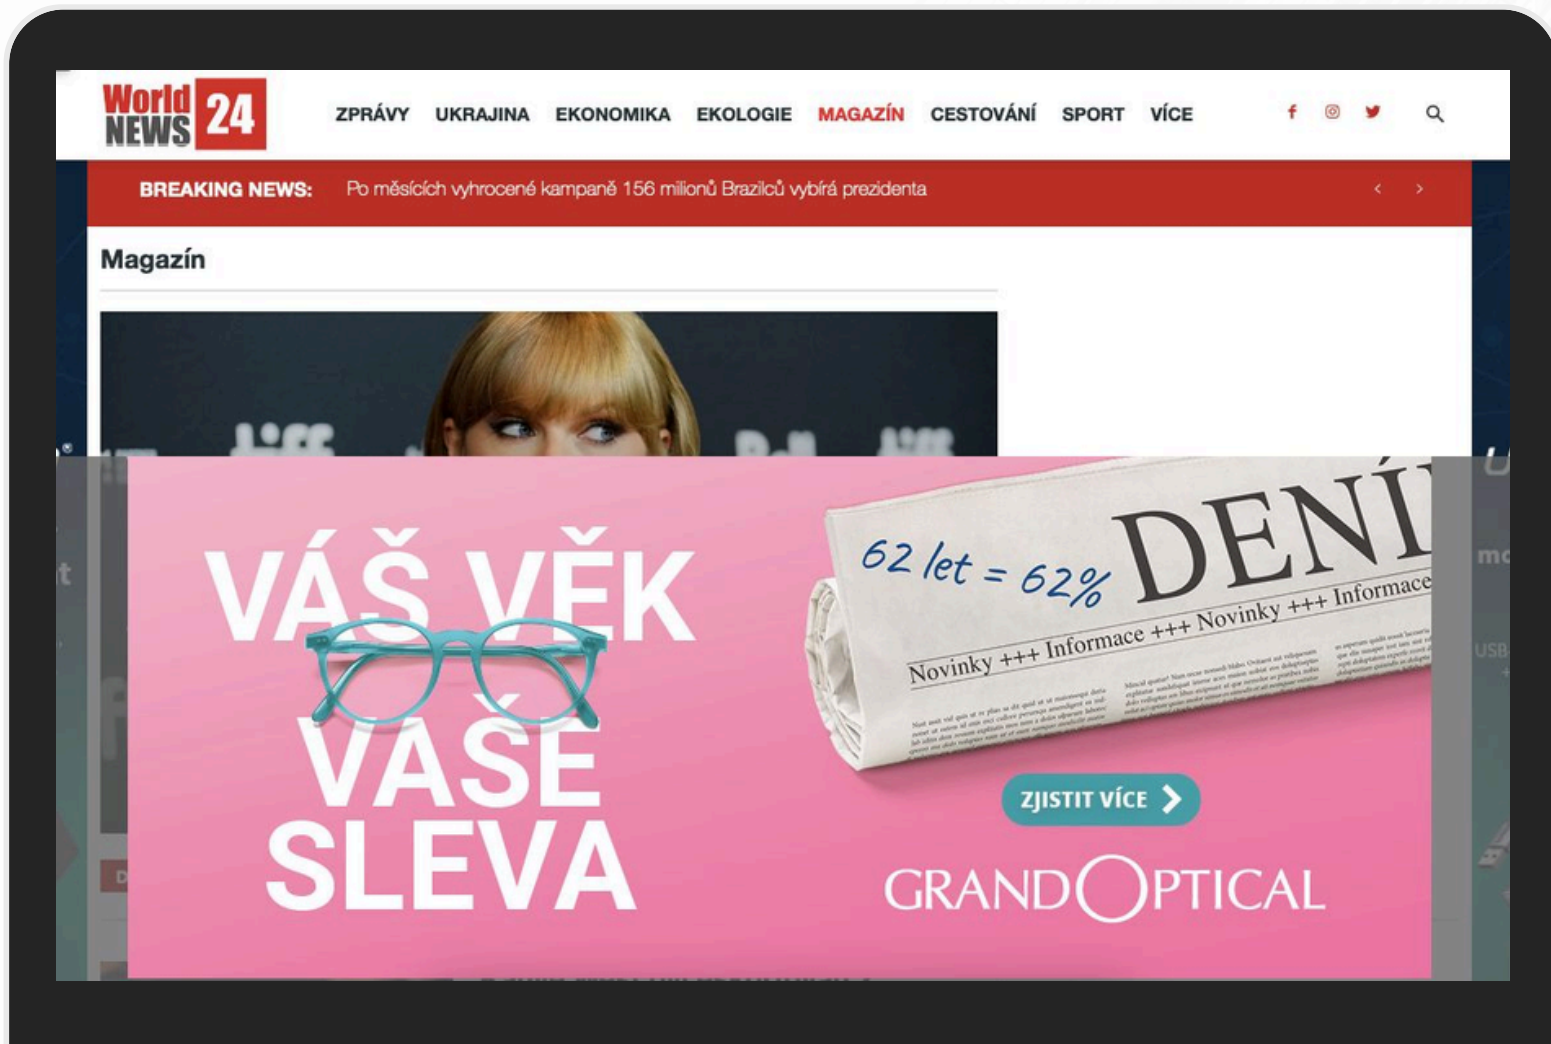 World
NEWS 24
ZPRÁVY UKRAJINA EKONOMIKA EKOLOGIE MAGAZÍN CESTOVÁNÍ SPORT VÍCE
BREAKING NEWS: Po měsících vyhrocené kampaně 156 milionů Brazilců vybírá prezidenta
Magazín
VÁŠ VĚK
VAŠE
SLEVA
62 let = 62%
DENÍ
Novinky +++ Informace +++ Novinky +++ Informace
ZJISTIT VÍCE
GRANDOPTICAL
USB